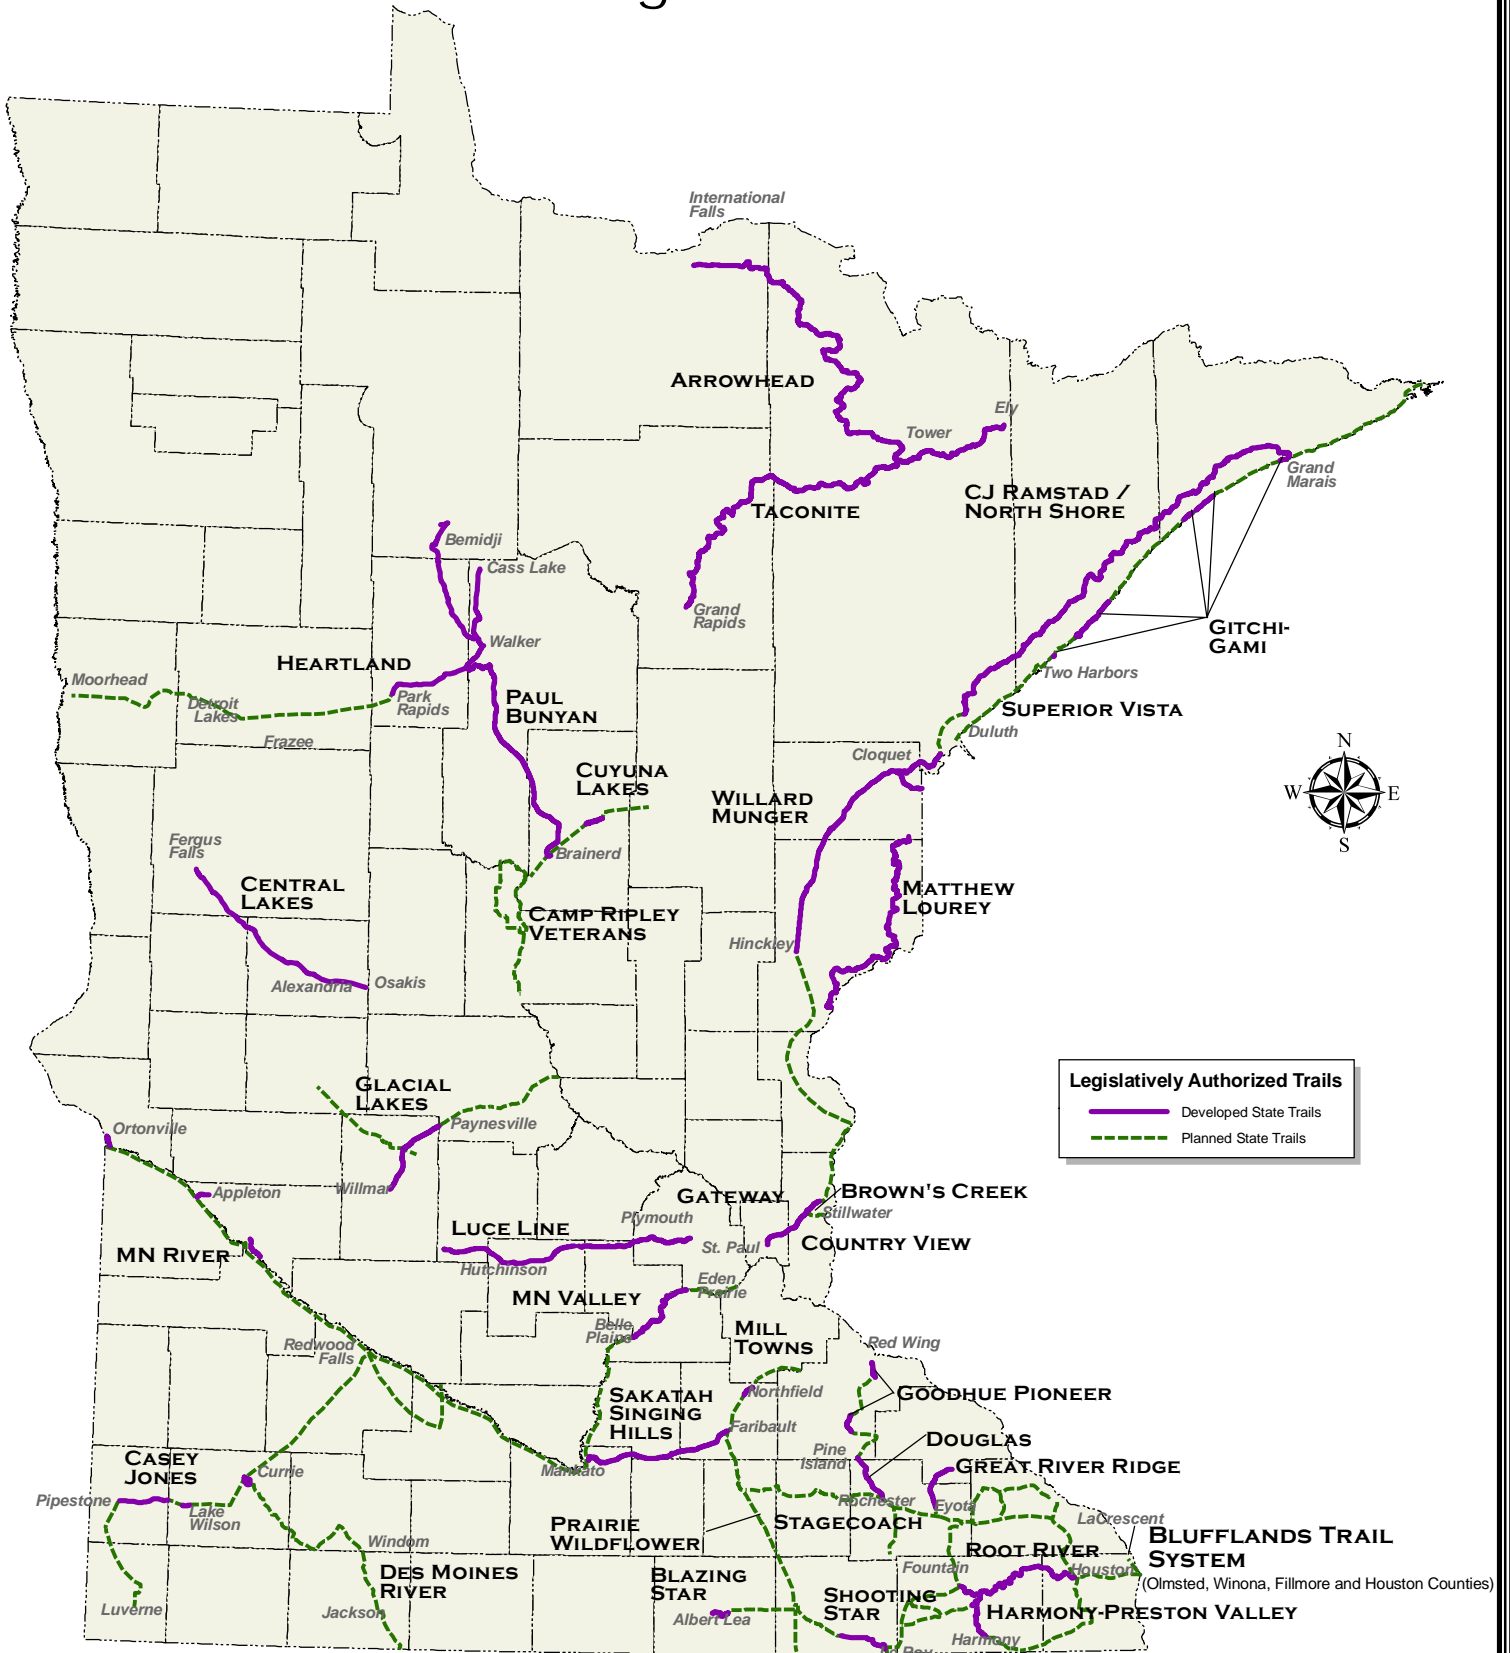 g
International
Falls
ARROWHEAD
Ely
Tower
CJ RAMSTAD /
NORTH SHORE
Grand
Marais
TACONITE
Bemidji
Cass Lake
Grand
Rapids
Walker
GITCHI-
GAMI
HEARTLAND
Moorhead
Detroit
Lakes
Park
Rapids
Two Harbors
PAUL
BUNYAN
SUPERIOR VISTA
Frazee
Duluth
Cloquet
N
W
E
S
CUYUNA
LAKES
WILLARD
MUNGER
Fergus
Falls
Brainerd
CENTRAL
LAKES
MATTHEW
LOUREY
CAMP RIPLEY
VETERANS
Hinckley
Alexandria
Osakis
GLACIAL
LAKES
Legislatively Authorized Trails
Developed State Trails
Planned State Trails
Ortonville
Paynesville
Appleton
Willmar
GATEWAY
BROWN'S CREEK
Stillwater
Plymouth
LUCE LINE
St. Paul
COUNTRY VIEW
MN RIVER
Hutchinson
Eden
Prairie
MN VALLEY
Belle
Plaine
MILL
TOWNS
Redwood
Falls
Red Wing
SAKATAH
SINGING
HILLS
Northfield
GOODHUE PIONEER
Faribault
DOUGLAS
Pine
Island
CASEY
JONES
Currie
Mankato
GREAT RIVER RIDGE
Pipestone
Lake
Wilson
Rochester
Eyota
LaCrescent
PRAIRIE
WILDFLOWER
STAGECOACH
Windom
ROOT RIVER
BLUFFLANDS TRAIL
SYSTEM
(Olmsted, Winona, Fillmore and Houston Counties)
DES MOINES
RIVER
BLAZING
STAR
Fountain
Houston
SHOOTING
STAR
Luverne
Jackson
Albert Lea
HARMONY-PRESTON VALLEY
Harmony